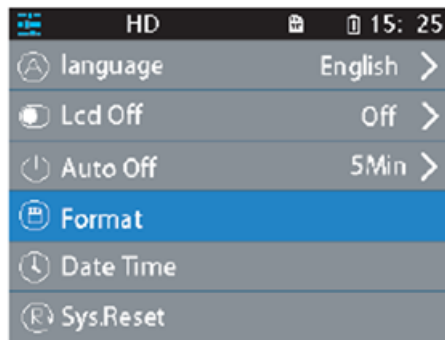 HD 15: 25
language English
Lcd Off Off
Auto Off 5Min
Format
Date Time
Sys.Reset